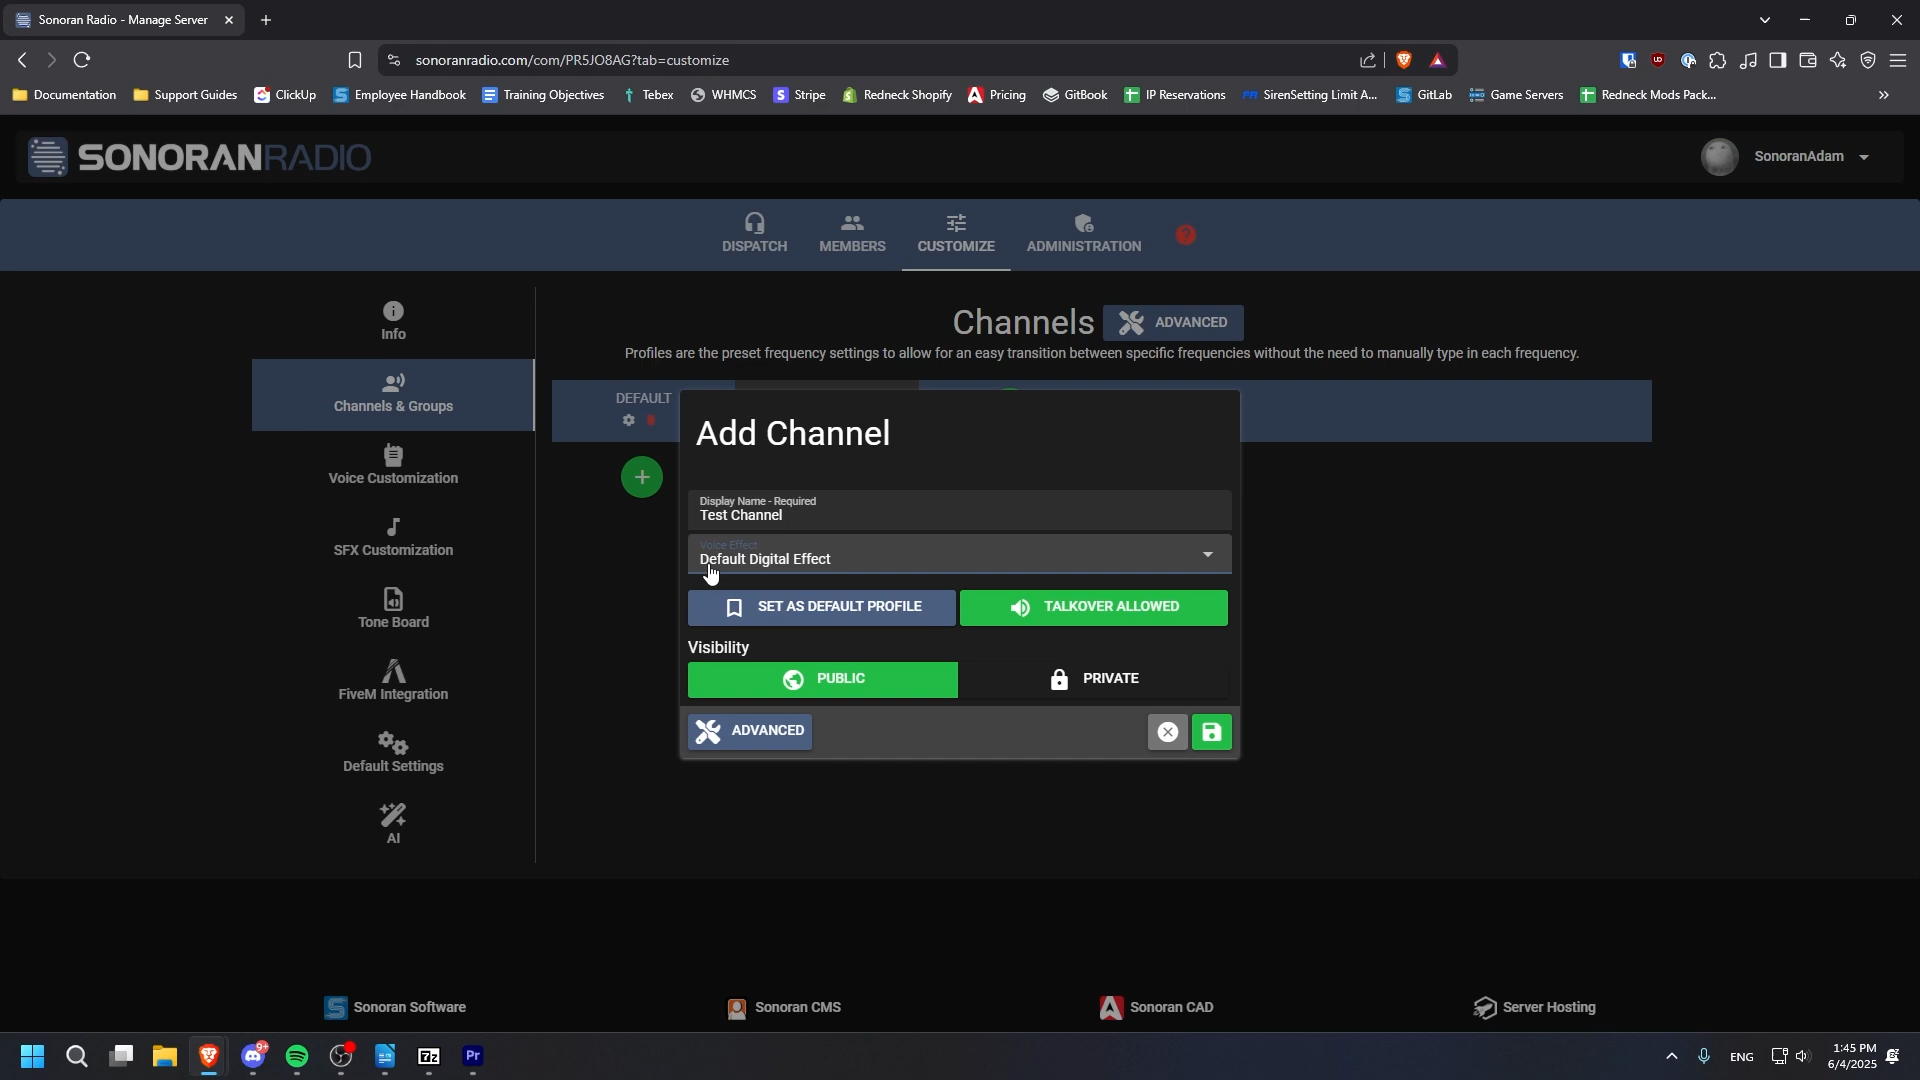 Sonoran Radio - Manage Server
sonoranradio.com/com/PR5JO8AG?tab=customize
Documentation
Support Guides
ClickUp
Employee Handbook
Training Objectives
Tebex
WHMCS
Stripe
Redneck Shopify
Pricing
GitBook
IP Reservations
SirenSetting Limit A...
GitLab
Game Servers
Redneck Mods Pack...
SONORANRADIO
SonoranAdam
DISPATCH
MEMBERS
CUSTOMIZE
ADMINISTRATION
?
Info
Channels & Groups
Voice Customization
SFX Customization
Tone Board
FiveM Integration
Default Settings
AI
Channels
ADVANCED
Profiles are the preset frequency settings to allow for an easy transition between specific frequencies without the need to manually type in each frequency.
DEFAULT
Add Channel
Display Name - Required
Test Channel
Voice Effect
Default Digital Effect
SET AS DEFAULT PROFILE
TALKOVER ALLOWED
Visibility
PUBLIC
PRIVATE
ADVANCED
Sonoran Software
Sonoran CMS
Sonoran CAD
Server Hosting
9+
7z
Pr
ENG
1:45 PM
6/4/2025